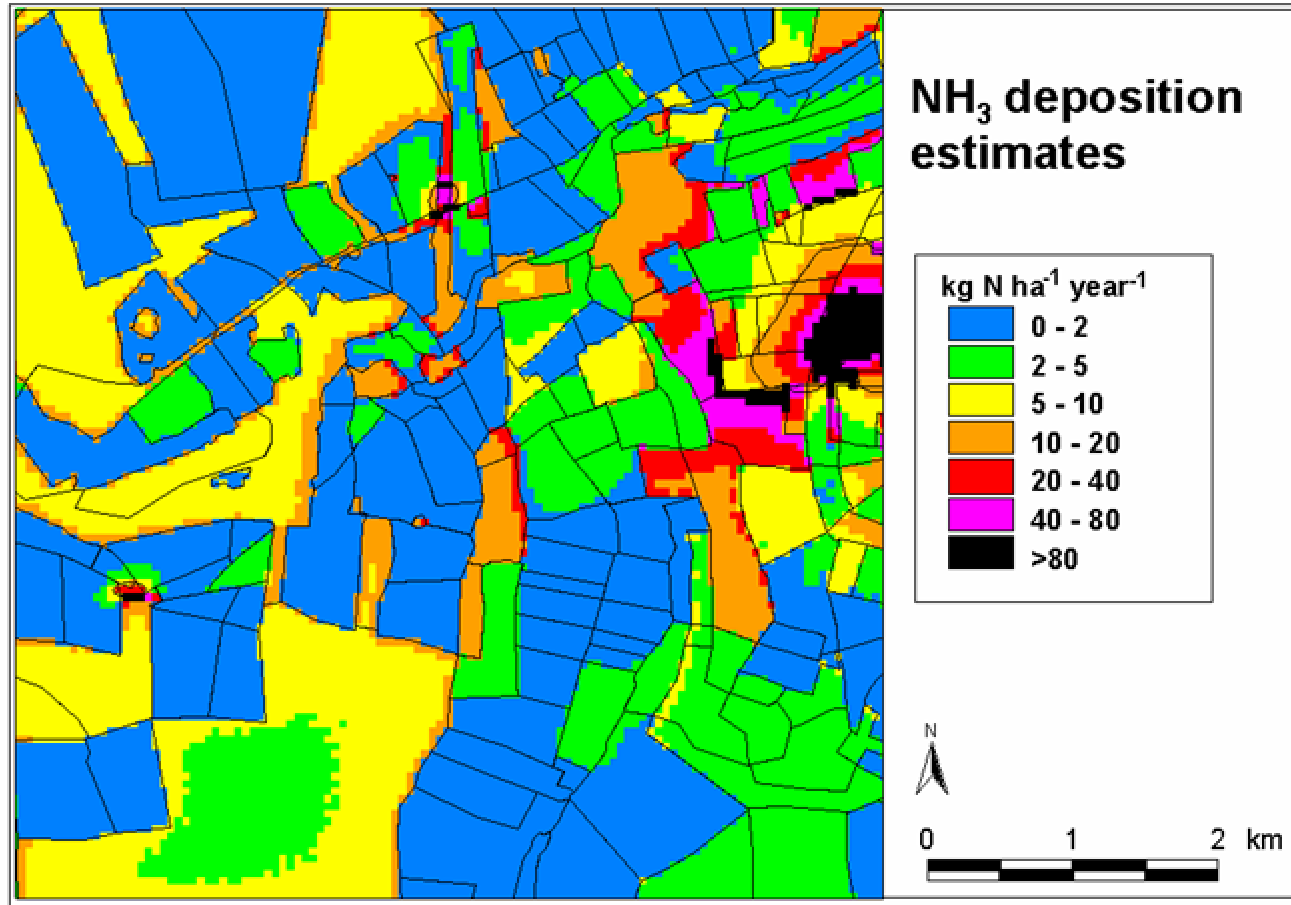 NH₃ deposition
estimates
kg N ha⁻¹ year⁻¹
0 - 2
2 - 5
5 - 10
10 - 20
20 - 40
40 - 80
>80
N
0 1 2 km